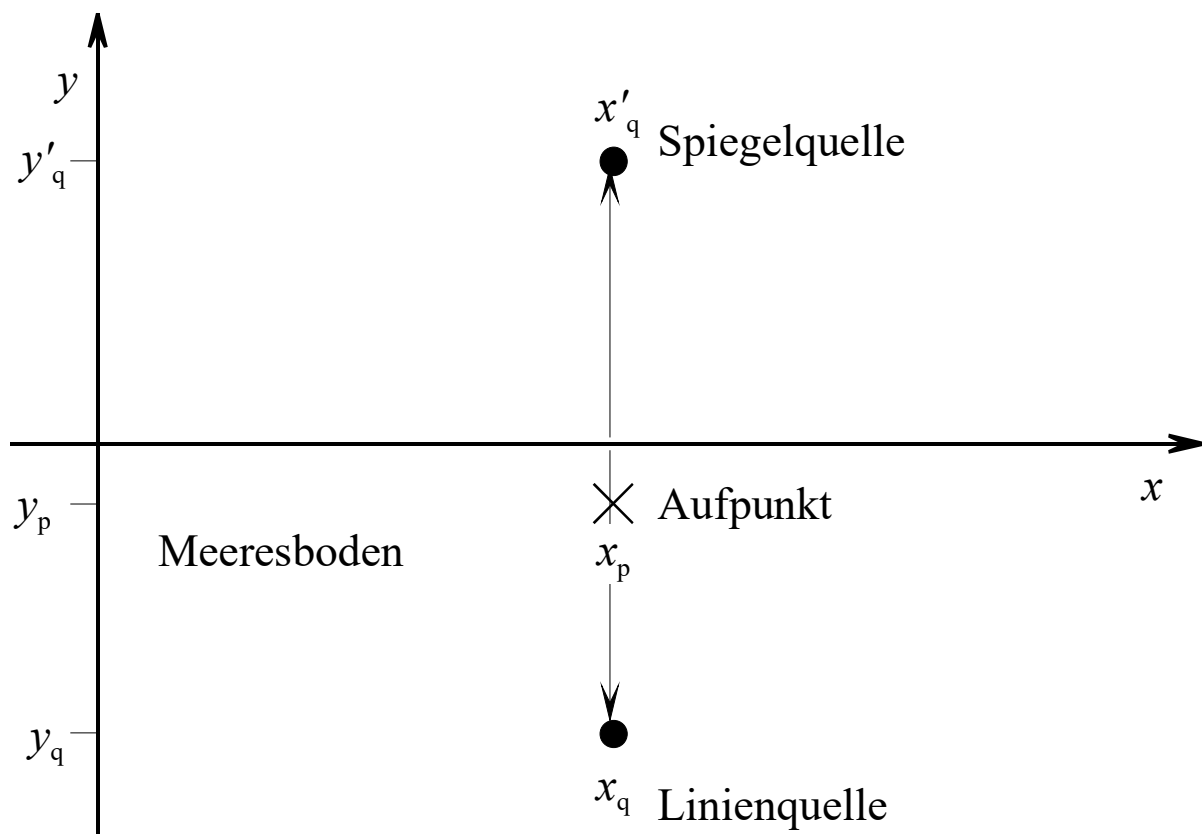 y
x′q
Spiegelquelle
y′q
x
yp
Aufpunkt
Meeresboden
xp
yq
xq
Linienquelle